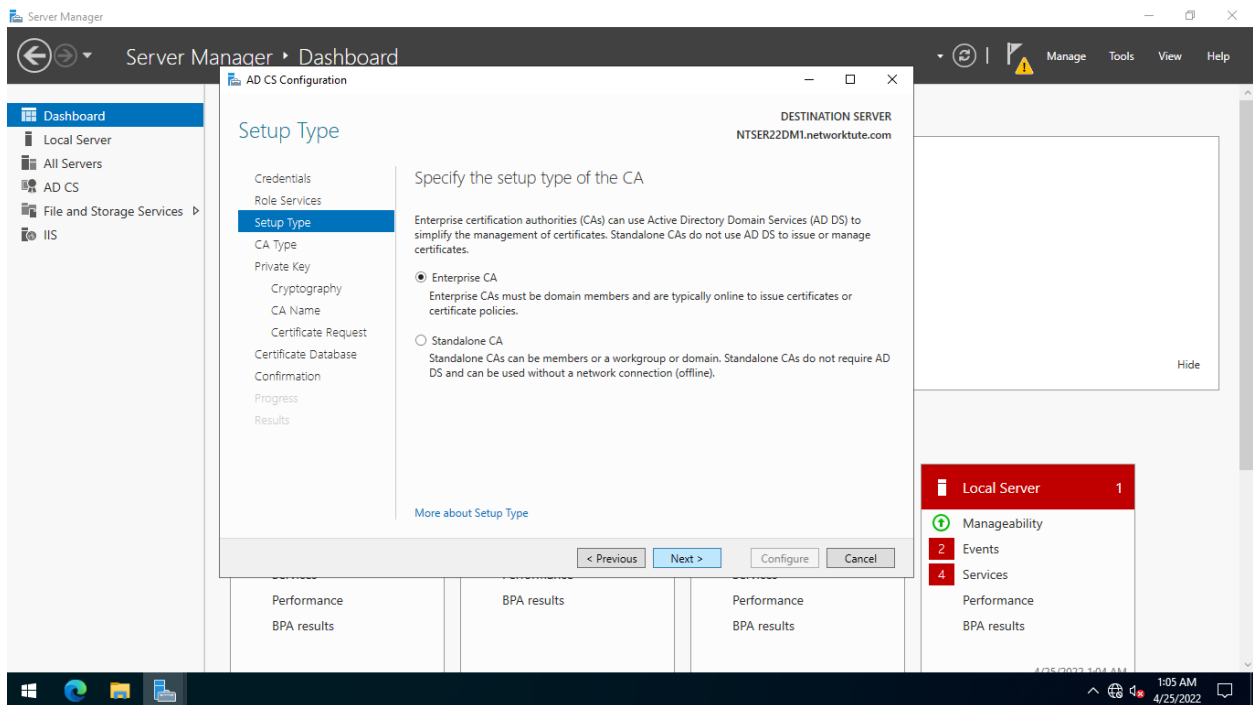 Server Manager
Server Manager • Dashboard
Manage
Tools
View
Help
Dashboard
Local Server
All Servers
AD CS
File and Storage Services
IIS
AD CS Configuration
Setup Type
DESTINATION SERVER
NTSER22DM1.networktute.com
Credentials
Role Services
Setup Type
CA Type
Private Key
Cryptography
CA Name
Certificate Request
Certificate Database
Confirmation
Progress
Results
Specify the setup type of the CA
Enterprise certification authorities (CAs) can use Active Directory Domain Services (AD DS) to
simplify the management of certificates. Standalone CAs do not use AD DS to issue or manage
certificates.
Enterprise CA
Enterprise CAs must be domain members and are typically online to issue certificates or
certificate policies.
Standalone CA
Standalone CAs can be members or a workgroup or domain. Standalone CAs do not require AD
DS and can be used without a network connection (offline).
More about Setup Type
< Previous
Next >
Configure
Cancel
Hide
Performance
BPA results
BPA results
Performance
BPA results
Local Server 1
Manageability
2 Events
4 Services
Performance
BPA results
4/25/2022 1:04 AM
1:05 AM
4/25/2022